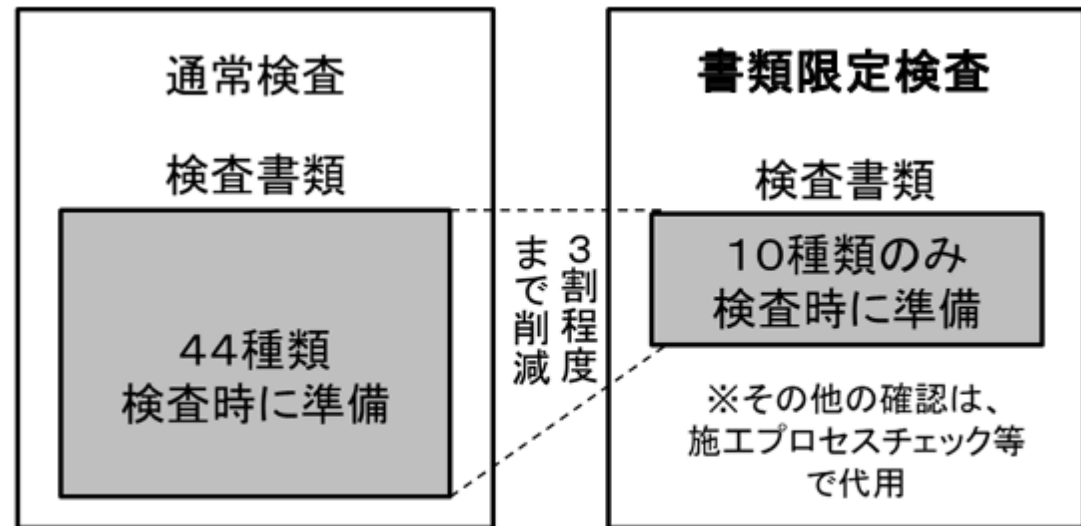 通常検査
検査書類
44種類
検査時に準備
3割程度
まで削減
書類限定検査
検査書類
10種類のみ
検査時に準備
※その他の確認は、
施工プロセスチェック等
で代用